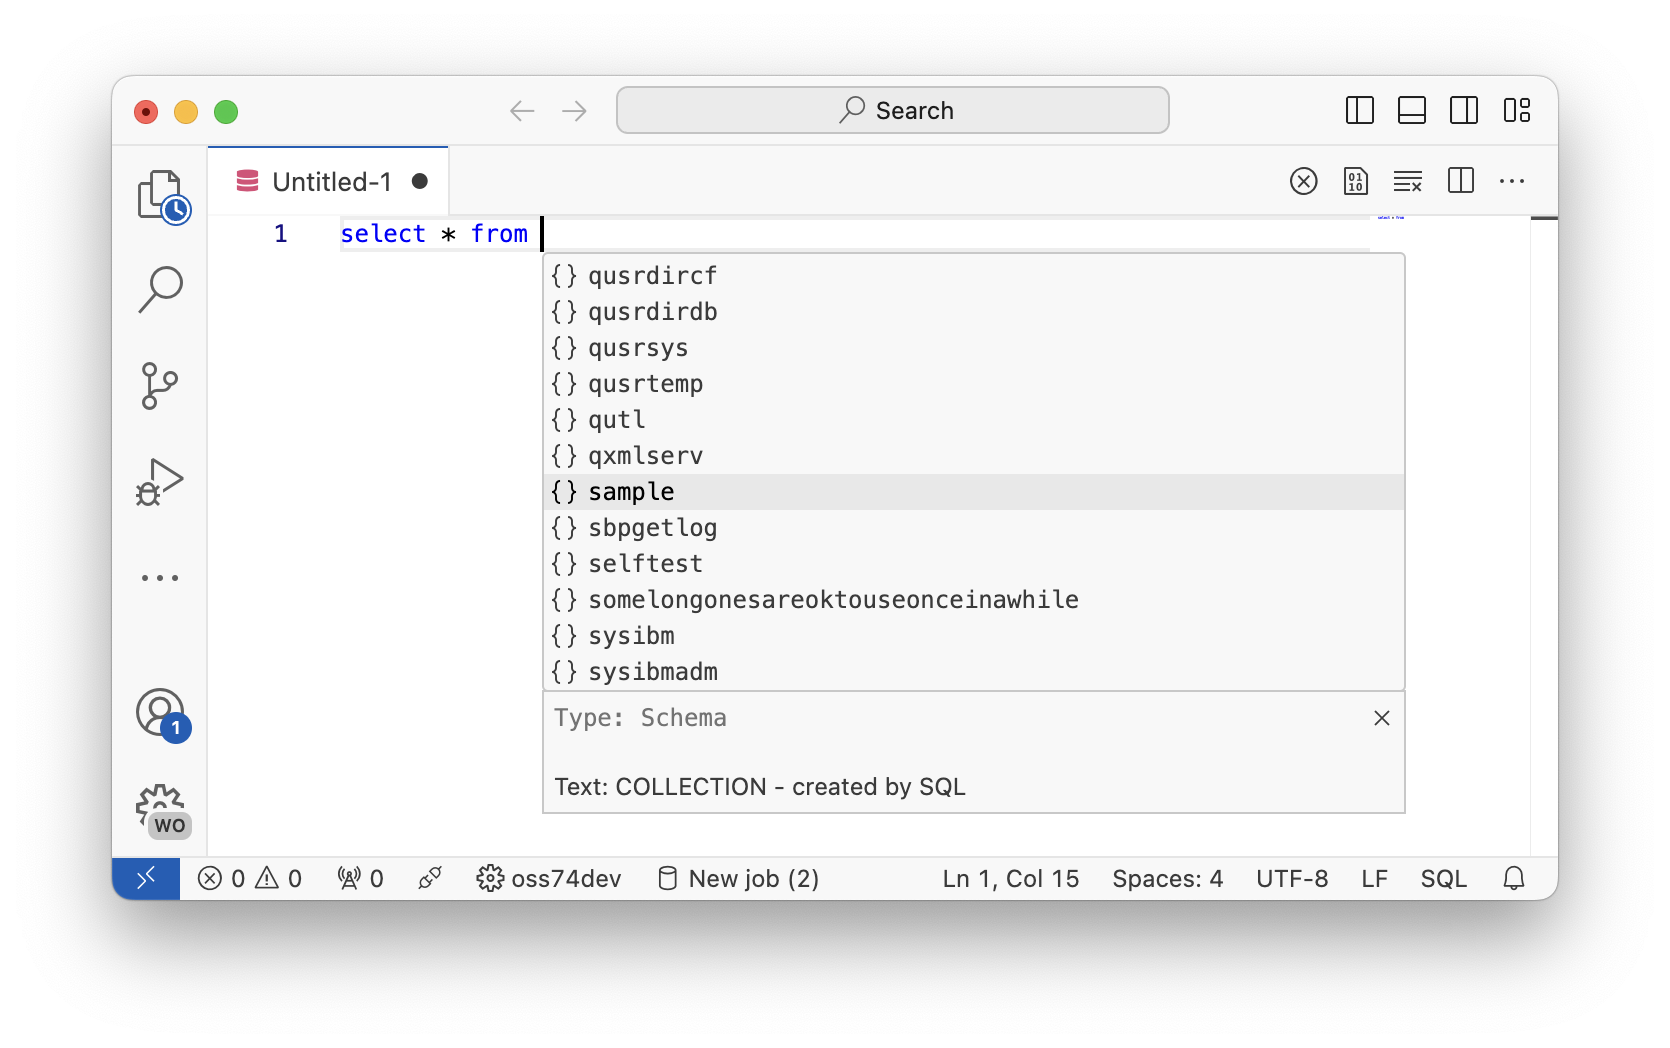 Search
Untitled-1
1 select * from
{} qusrdircf
{} qusrdirdb
{} qusrsys
{} qusrtemp
{} qutl
{} qxmlserv
{} sample
{} sbpgetlog
{} selftest
{} somelongonesareoktouseonceinawhile
{} sysibm
{} sysibmadm
Type: Schema
Text: COLLECTION - created by SQL
1
WO
0 0 0 oss74dev New job (2) Ln 1, Col 15 Spaces: 4 UTF-8 LF SQL